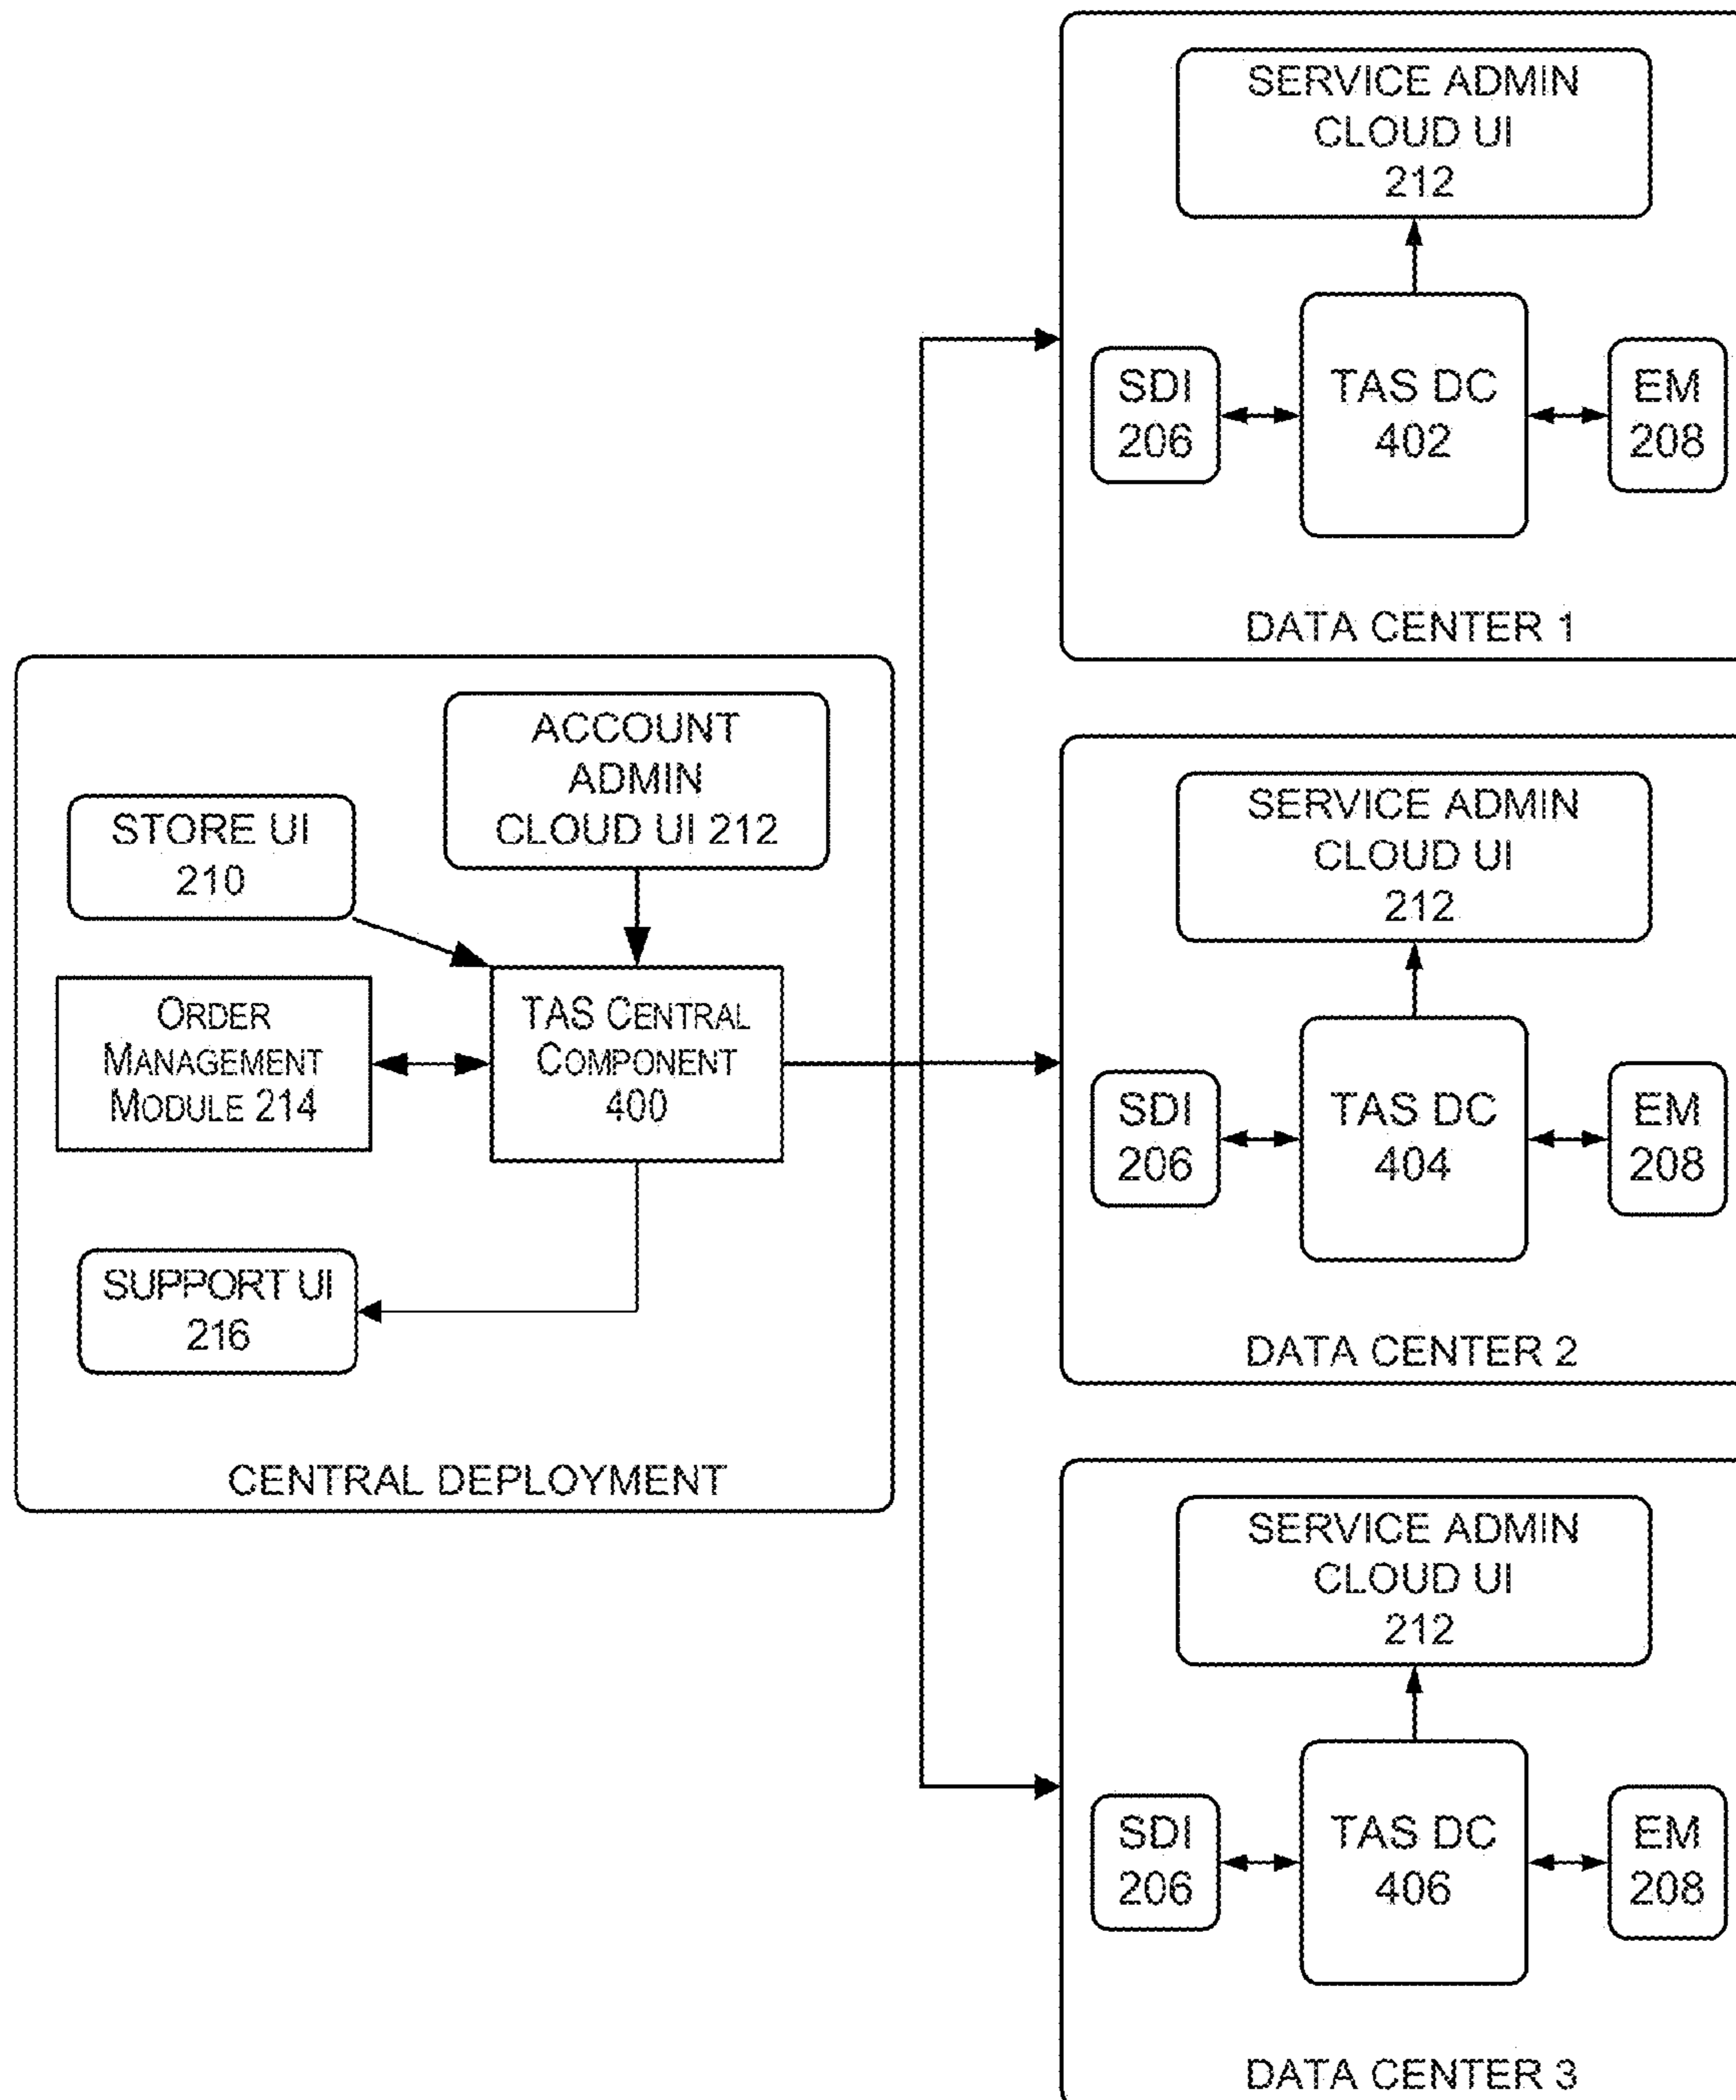 SERVICE ADMIN
CLOUD UI
212
SDI
206
TAS DC
402
EM
208
DATA CENTER 1
ACCOUNT
ADMIN
CLOUD UI 212
STORE UI
210
ORDER
MANAGEMENT
MODULE 214
TAS CENTRAL
COMPONENT
400
SUPPORT UI
216
CENTRAL DEPLOYMENT
SERVICE ADMIN
CLOUD UI
212
SDI
206
TAS DC
404
EM
208
DATA CENTER 2
SERVICE ADMIN
CLOUD UI
212
SDI
206
TAS DC
406
EM
208
DATA CENTER 3